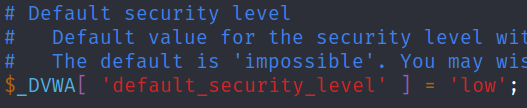 # Default security level
#   Default value for the security level wit
#   The default is 'impossible'. You may wis
$_DVWA[ 'default_security_level' ] = 'low';